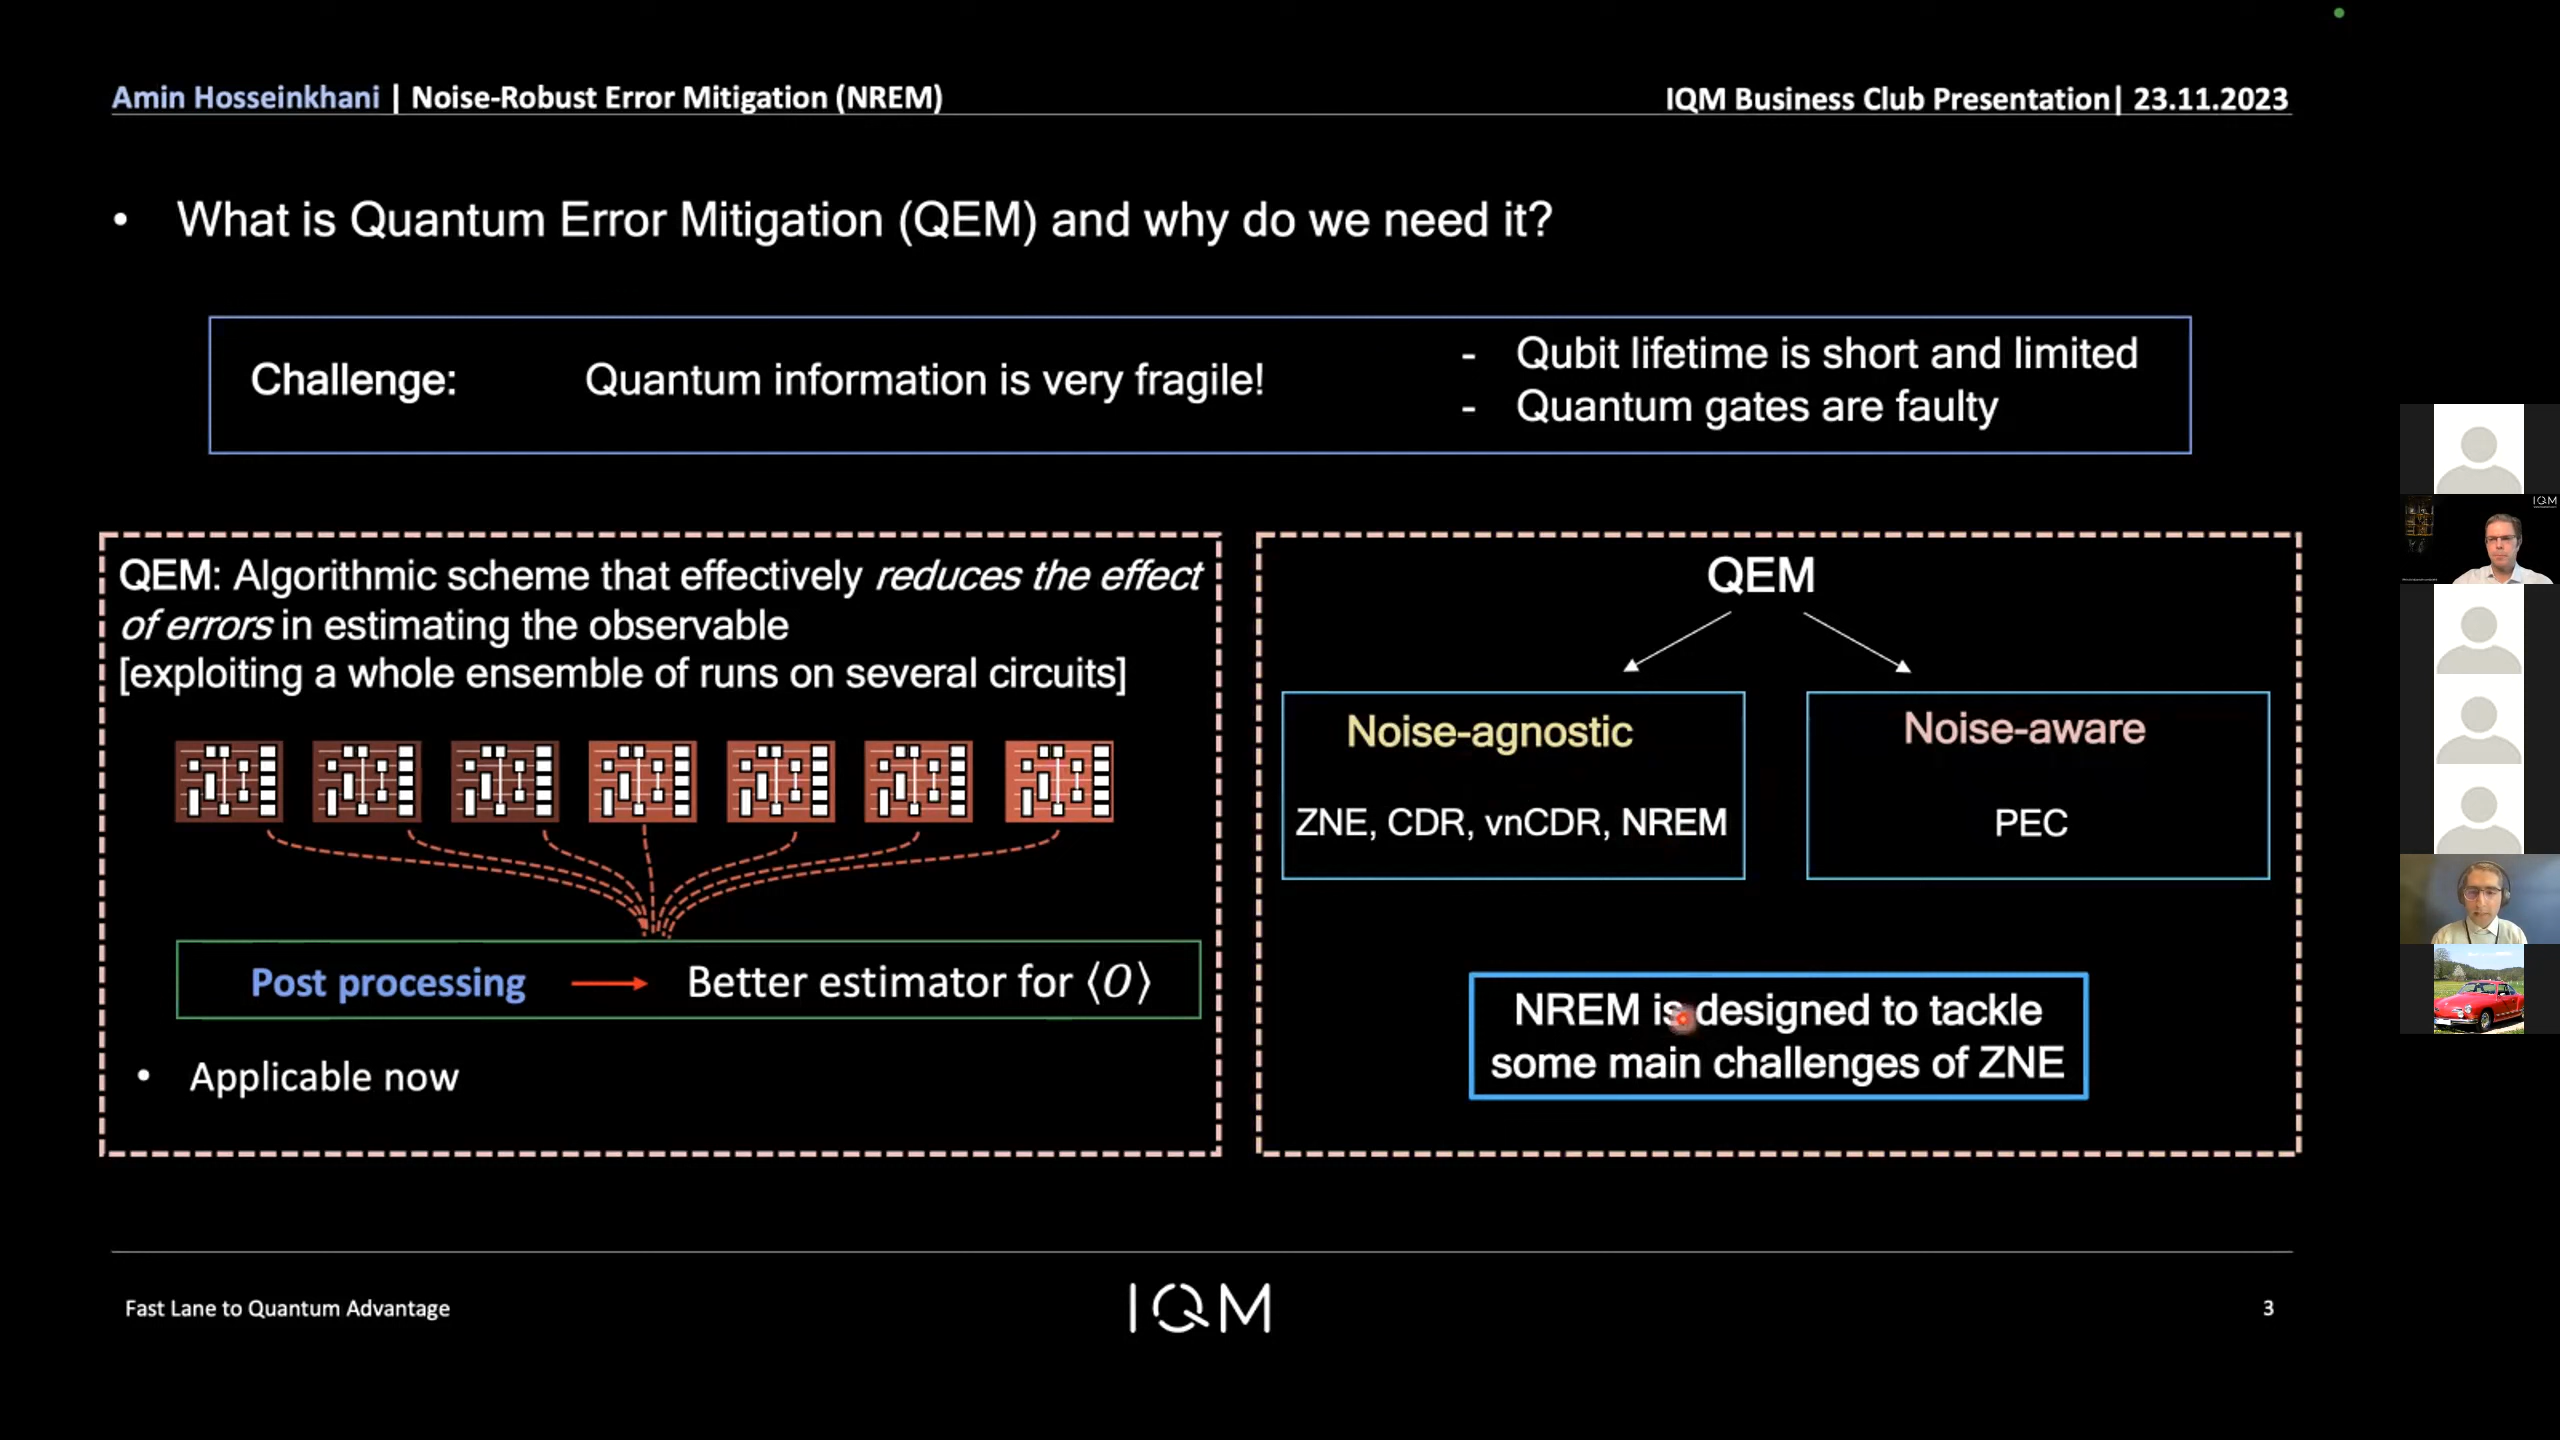 Amin Hosseinkhani | Noise-Robust Error Mitigation (NREM)
IQM Business Club Presentation| 23.11.2023
• What is Quantum Error Mitigation (QEM) and why do we need it?
Challenge:
Quantum information is very fragile!
- Qubit lifetime is short and limited
- Quantum gates are faulty
QEM: Algorithmic scheme that effectively reduces the effect
of errors in estimating the observable
[exploiting a whole ensemble of runs on several circuits]
Post processing
Better estimator for ⟨O⟩
• Applicable now
QEM
Noise-agnostic
ZNE, CDR, vnCDR, NREM
Noise-aware
PEC
NREM is designed to tackle
some main challenges of ZNE
IQM
Fast Lane to Quantum Advantage
IQM
3